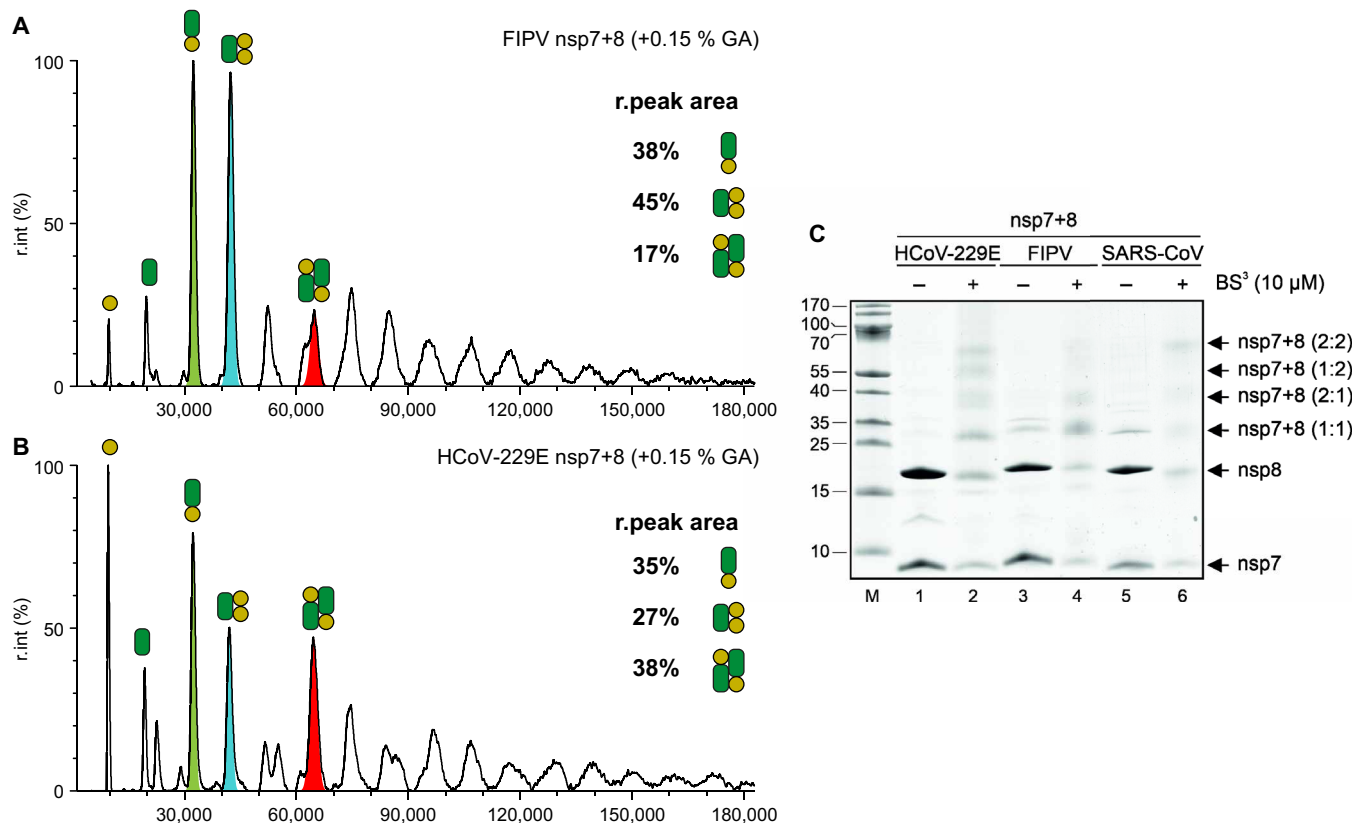 A
FIPV nsp7+8 (+0.15 % GA)
r.int (%)
100
50
0
r.peak area
38%
45%
17%
30,000 60,000 90,000 120,000 150,000 180,000
B
HCoV-229E nsp7+8 (+0.15 % GA)
r.int (%)
100
50
0
r.peak area
35%
27%
38%
30,000 60,000 90,000 120,000 150,000 180,000
C
nsp7+8
HCoV-229E FIPV SARS-CoV
– + – + – + BS³ (10 µM)
170
100
70
55
40
35
25
15
10
nsp7+8 (2:2)
nsp7+8 (1:2)
nsp7+8 (2:1)
nsp7+8 (1:1)
nsp8
nsp7
M 1 2 3 4 5 6